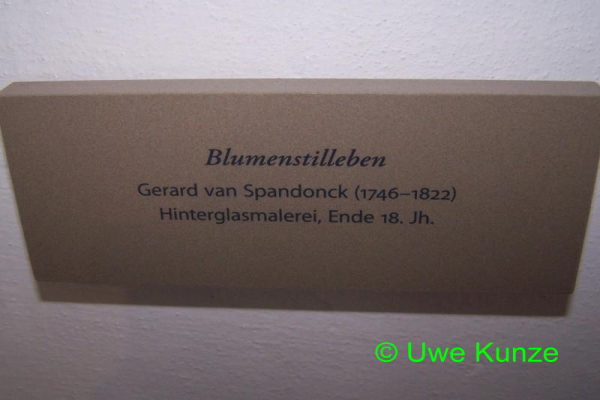 Blumenstilleben
Gerard van Spandonck (1746–1822)
Hinterglasmalerei, Ende 18. Jh.
© Uwe Kunze